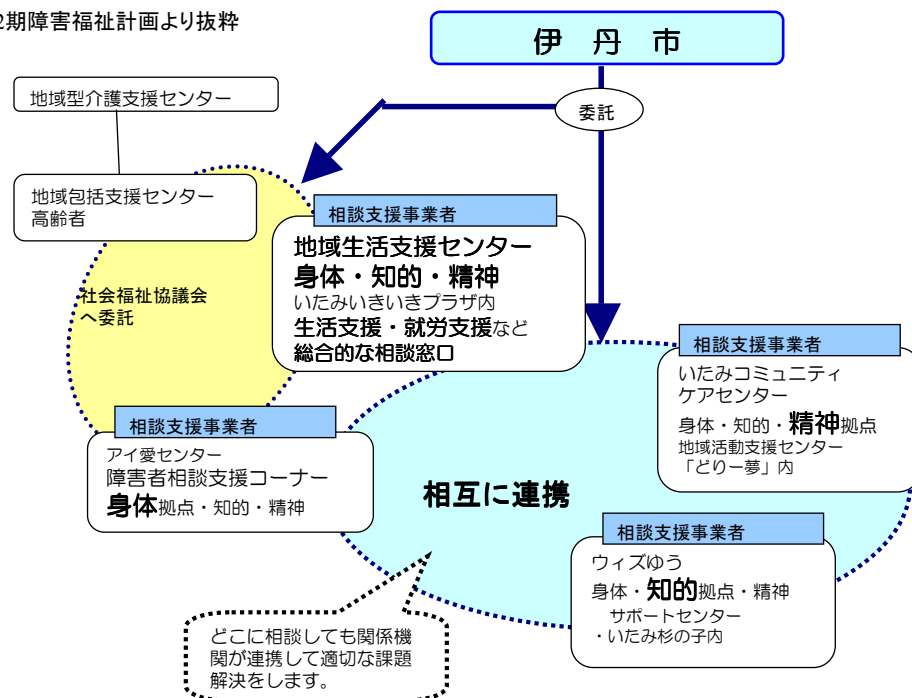 2期障害福祉計画より抜粋
伊丹市
委託
地域型介護支援センター
地域包括支援センター
高齢者
社会福祉協議会
へ委託
相談支援事業者
地域生活支援センター
身体・知的・精神
いたみいきいきプラザ内
生活支援・就労支援など
総合的な相談窓口
相談支援事業者
いたみコミュニティ
ケアセンター
身体・知的・精神拠点
地域活動支援センター
「どりー夢」内
相談支援事業者
アイ愛センター
障害者相談支援コーナー
身体拠点・知的・精神
相互に連携
相談支援事業者
ウィズゆう
身体・知的拠点・精神
サポートセンター
・いたみ杉の子内
どこに相談しても関係機
関が連携して適切な課題
解決をします。